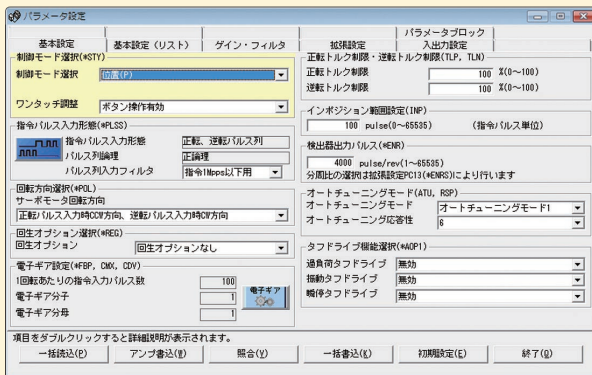 パラメータ設定
パラメータブロック
基本設定
基本設定(リスト)
ゲイン・フィルタ
拡張設定
入出力設定
制御モード選択(*STY)
制御モード選択 位置(P)
ワンタッチ調整 ボタン操作有効
指令パルス入力形態(*PLSS)
指令パルス入力形態 正転、逆転パルス列
パルス列論理 正論理
パルス列入力フィルタ 指令1Mpps以下用
回転方向選択(*POL)
サーボモータ回転方向
正転パルス入力時CCW方向、逆転パルス入力時CW方向
回生オプション選択(*REG)
回生オプション 回生オプションなし
電子ギア設定(*FBP, CMX, CDV)
1回転あたりの指令入力パルス数 100
電子ギア分子 1
電子ギア分母 1
電子ギア
正転トルク制限・逆転トルク制限(TLP, TLN)
正転トルク制限 100 %(0~100)
逆転トルク制限 100 %(0~100)
インポジション範囲設定(INP)
100 pulse(0~65535) (指令パルス単位)
検出器出力パルス(*ENR)
4000 pulse/rev(1~65535)
分周比の選択は拡張設定PC13(*ENRS)により行います
オートチューニングモード(ATU, RSP)
オートチューニングモード オートチューニングモード1
オートチューニング応答性 6
タフドライブ機能選択(*AOP1)
過負荷タフドライブ 無効
振動タフドライブ 無効
瞬停タフドライブ 無効
項目をダブルクリックすると詳細説明が表示されます。
一括読込(P)
アンプ書込(W)
照合(Y)
一括書込(K)
初期設定(E)
終了(Q)